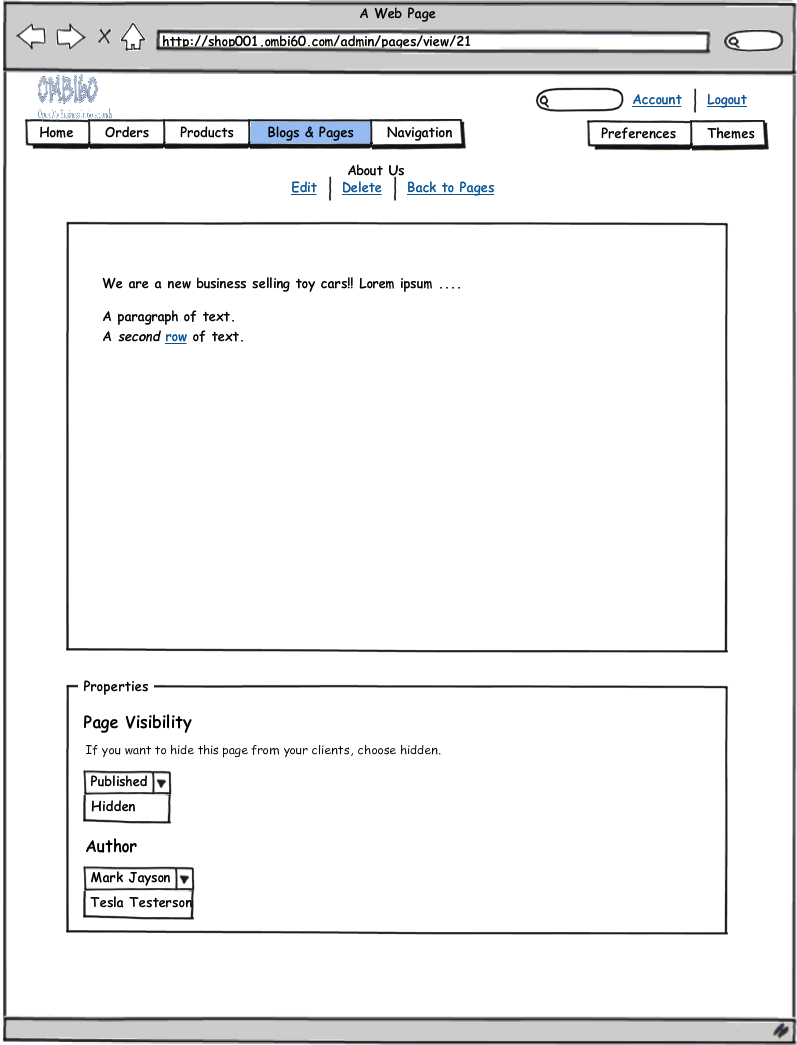 A Web Page
http://shop001.ombi60.com/admin/pages/view/21
OMBI60
Account Logout
Home Orders Products Blogs & Pages Navigation Preferences Themes
About Us
Edit Delete Back to Pages
We are a new business selling toy cars!! Lorem ipsum ....
A paragraph of text.
A second row of text.
Properties
Page Visibility
If you want to hide this page from your clients, choose hidden.
Published
Hidden
Author
Mark Jayson
Tesla Testerson